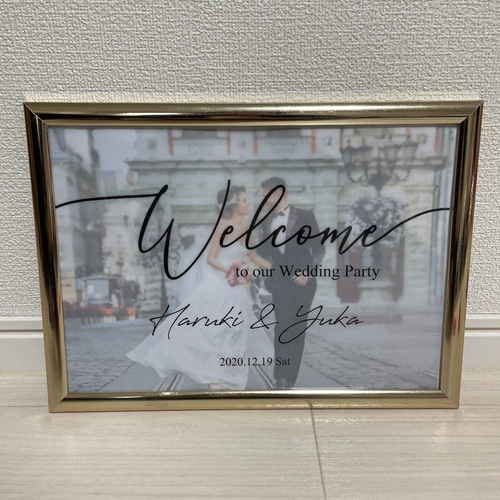 Welcome
to our Wedding Party
Haruki & Yuka
2020.12.19 Sat